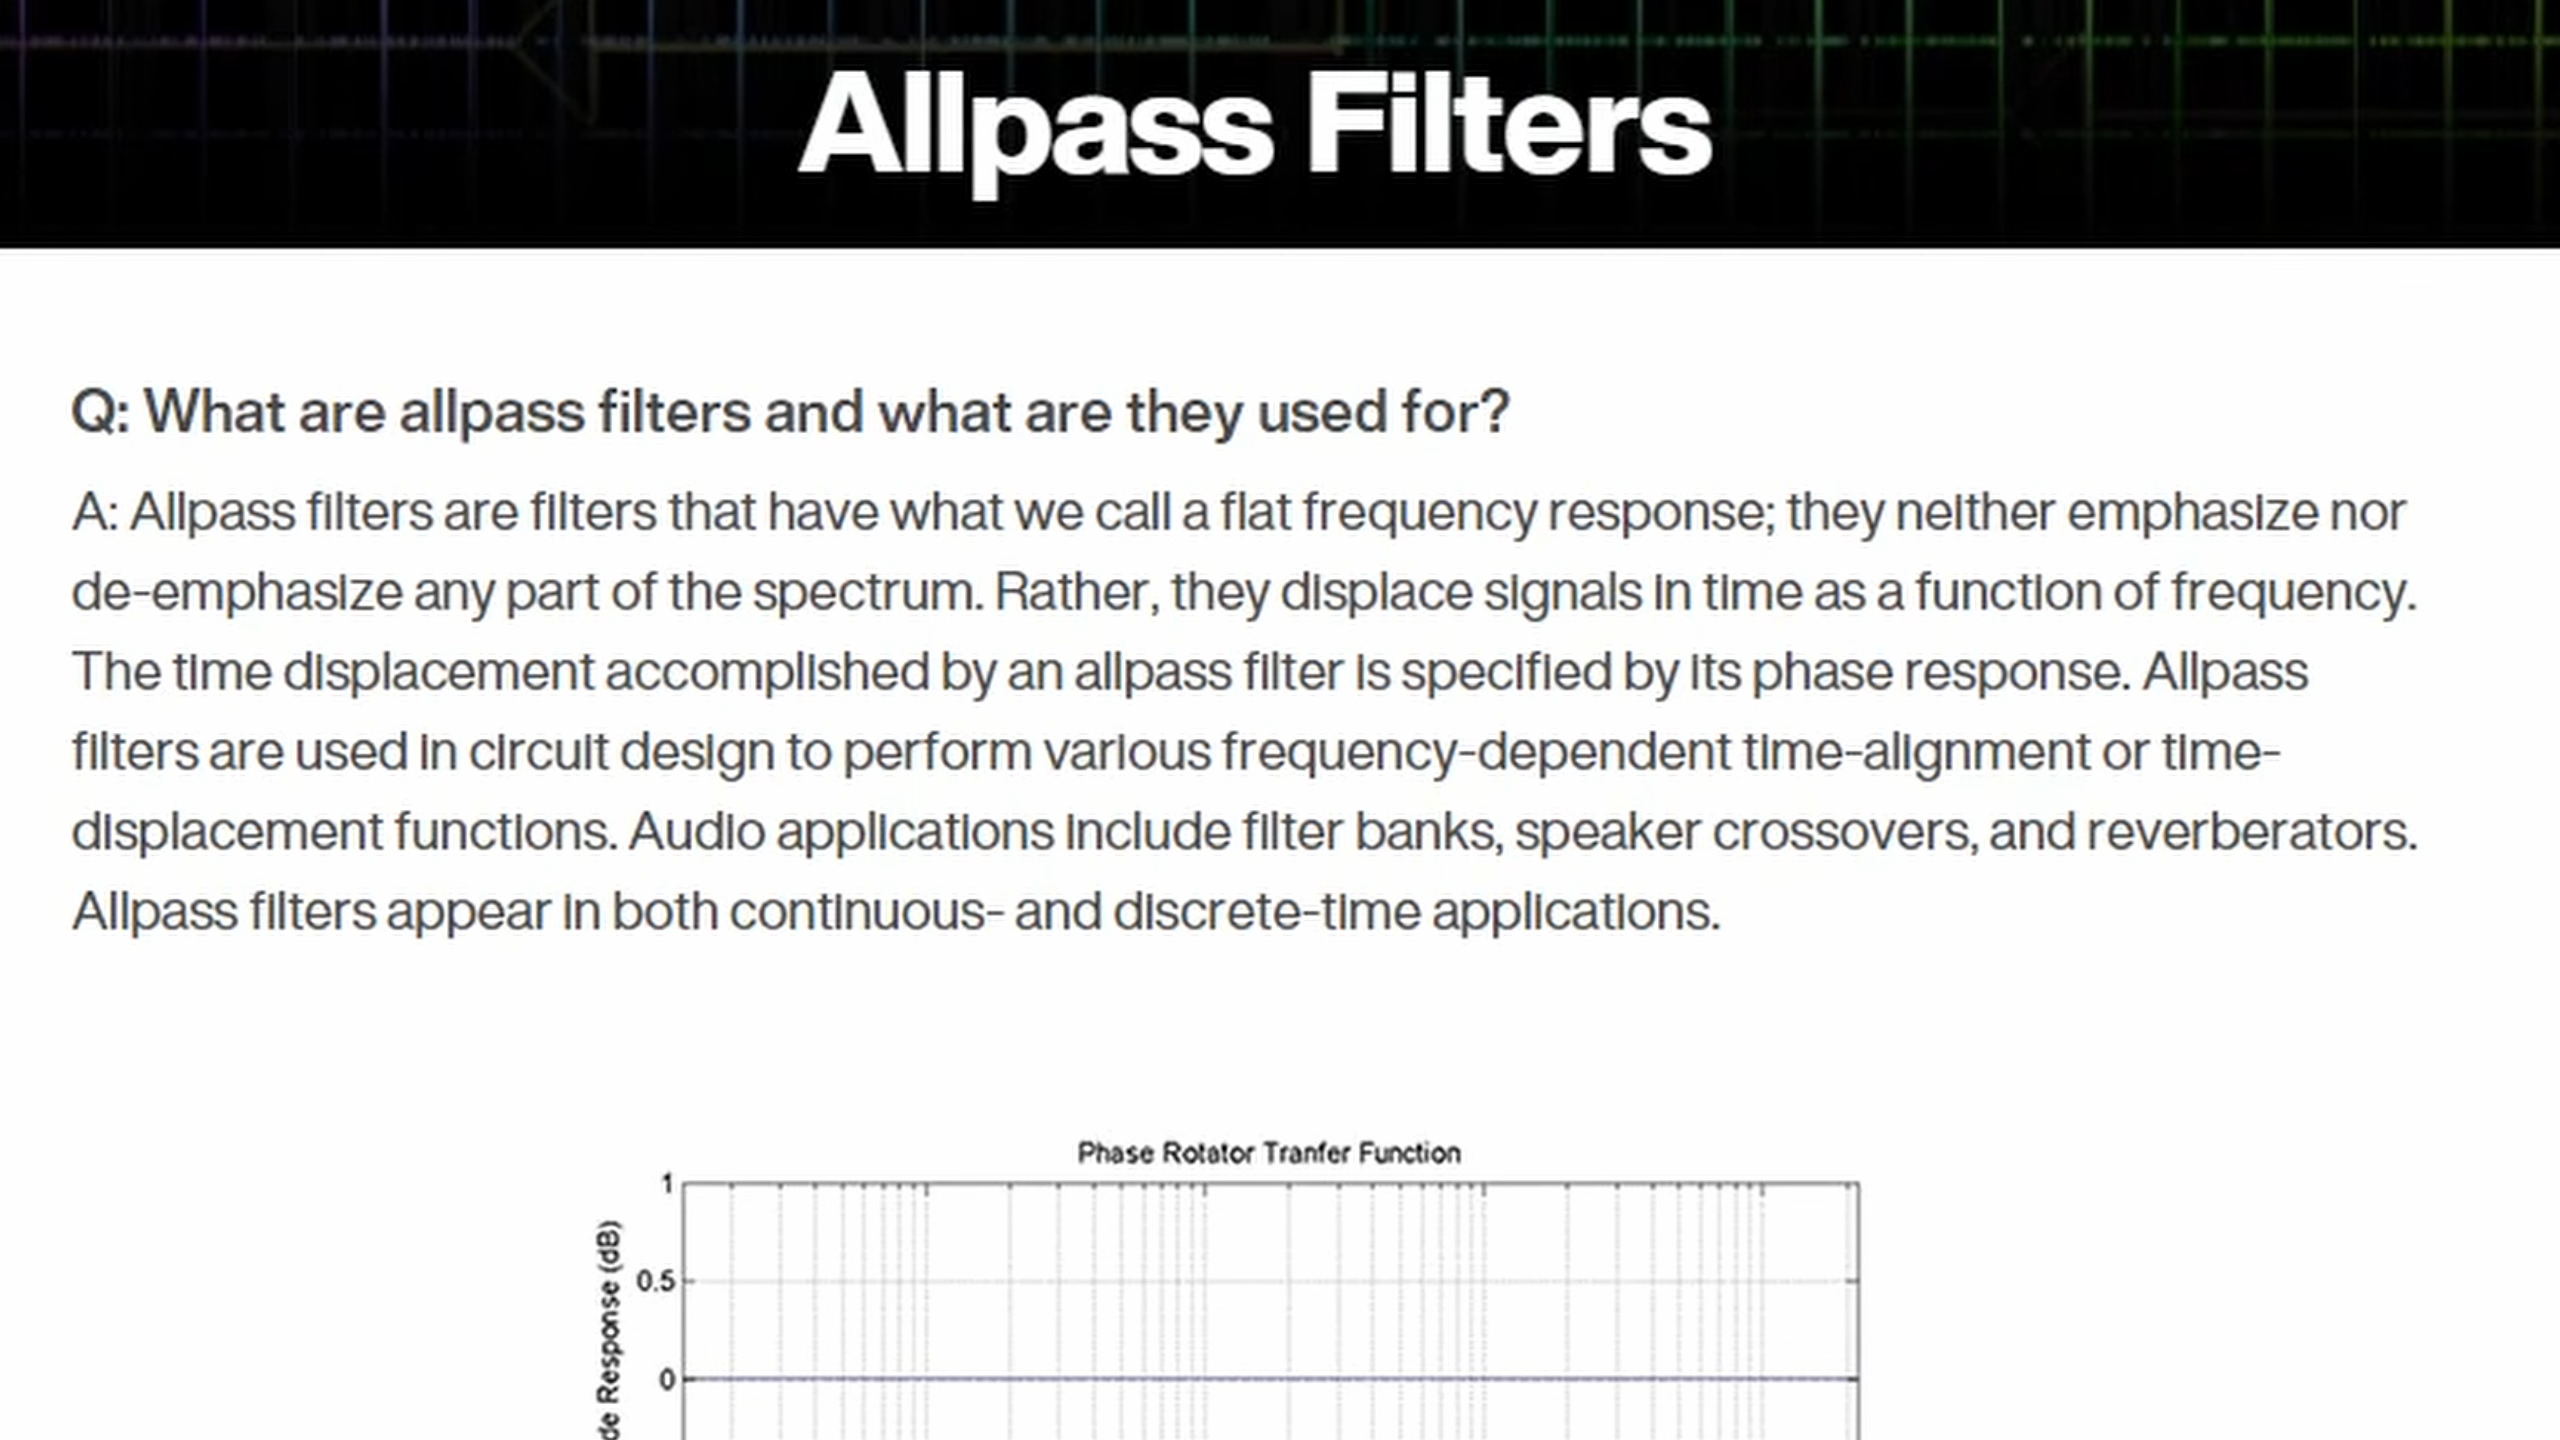 Allpass Filters
Q: What are allpass filters and what are they used for?
A: Allpass filters are filters that have what we call a flat frequency response; they neither emphasize nor
de-emphasize any part of the spectrum. Rather, they displace signals in time as a function of frequency.
The time displacement accomplished by an allpass filter is specified by its phase response. Allpass
filters are used in circuit design to perform various frequency-dependent time-alignment or time-
displacement functions. Audio applications include filter banks, speaker crossovers, and reverberators.
Allpass filters appear in both continuous- and discrete-time applications.
Phase Rotator Tranfer Function
1
0.5
0
de Response (dB)